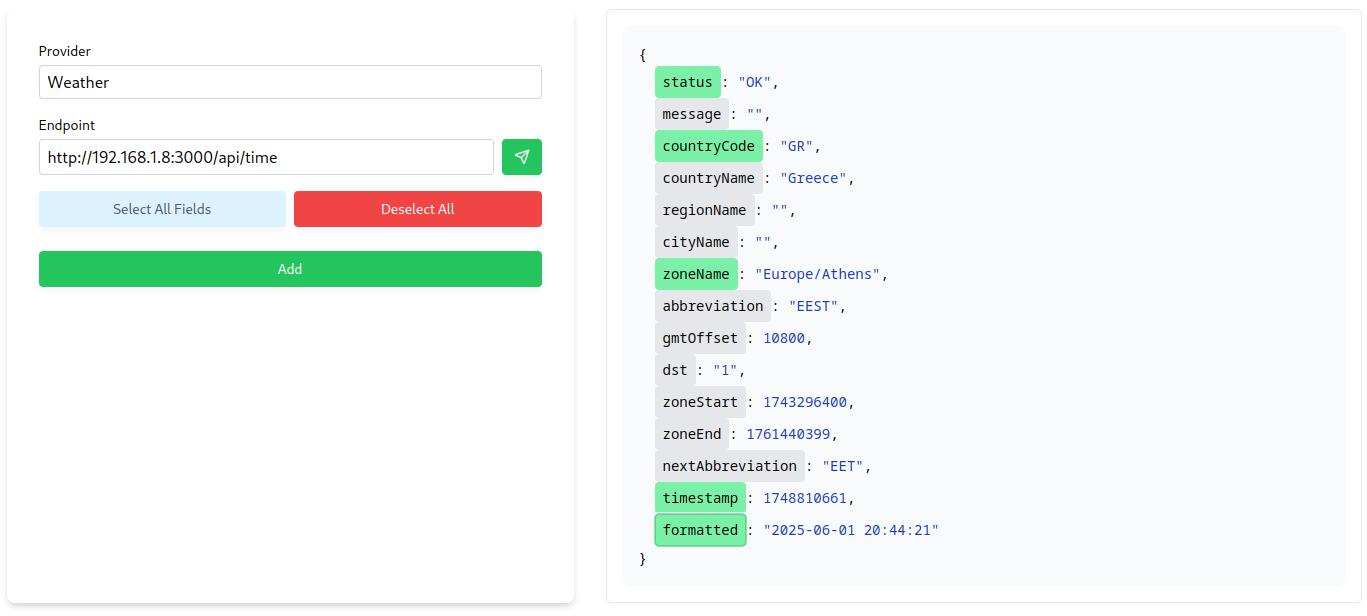 Provider
Weather
Endpoint
http://192.168.1.8:3000/api/time
Select All Fields
Deselect All
Add
{
status : "OK",
message : "",
countryCode : "GR",
countryName : "Greece",
regionName : "",
cityName : "",
zoneName : "Europe/Athens",
abbreviation : "EEST",
gmtOffset : 10800,
dst : "1",
zoneStart : 1743296400,
zoneEnd : 1761440399,
nextAbbreviation : "EET",
timestamp : 1748810661,
formatted : "2025-06-01 20:44:21"
}